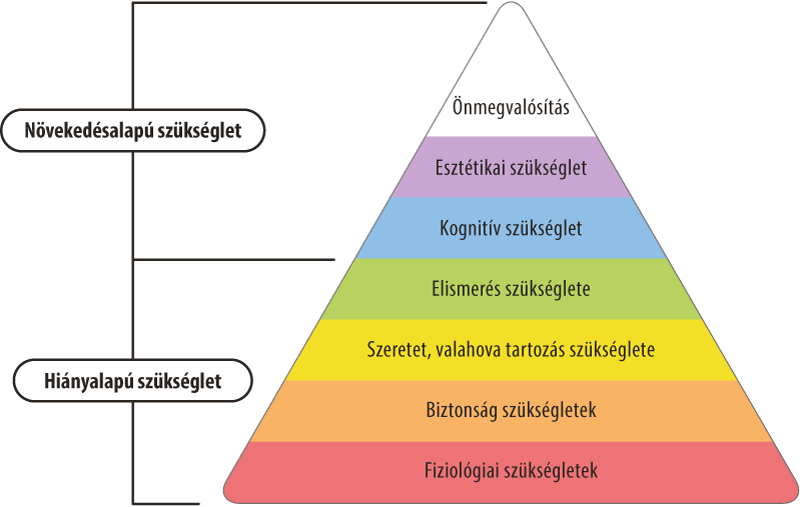 Önmegvalósítás
Növekedésalapú szükséglet
Esztétikai szükséglet
Kognitív szükséglet
Elismerés szükséglete
Szeretet, valahova tartozás szükséglete
Hiányalapú szükséglet
Biztonság szükségletek
Fiziológiai szükségletek